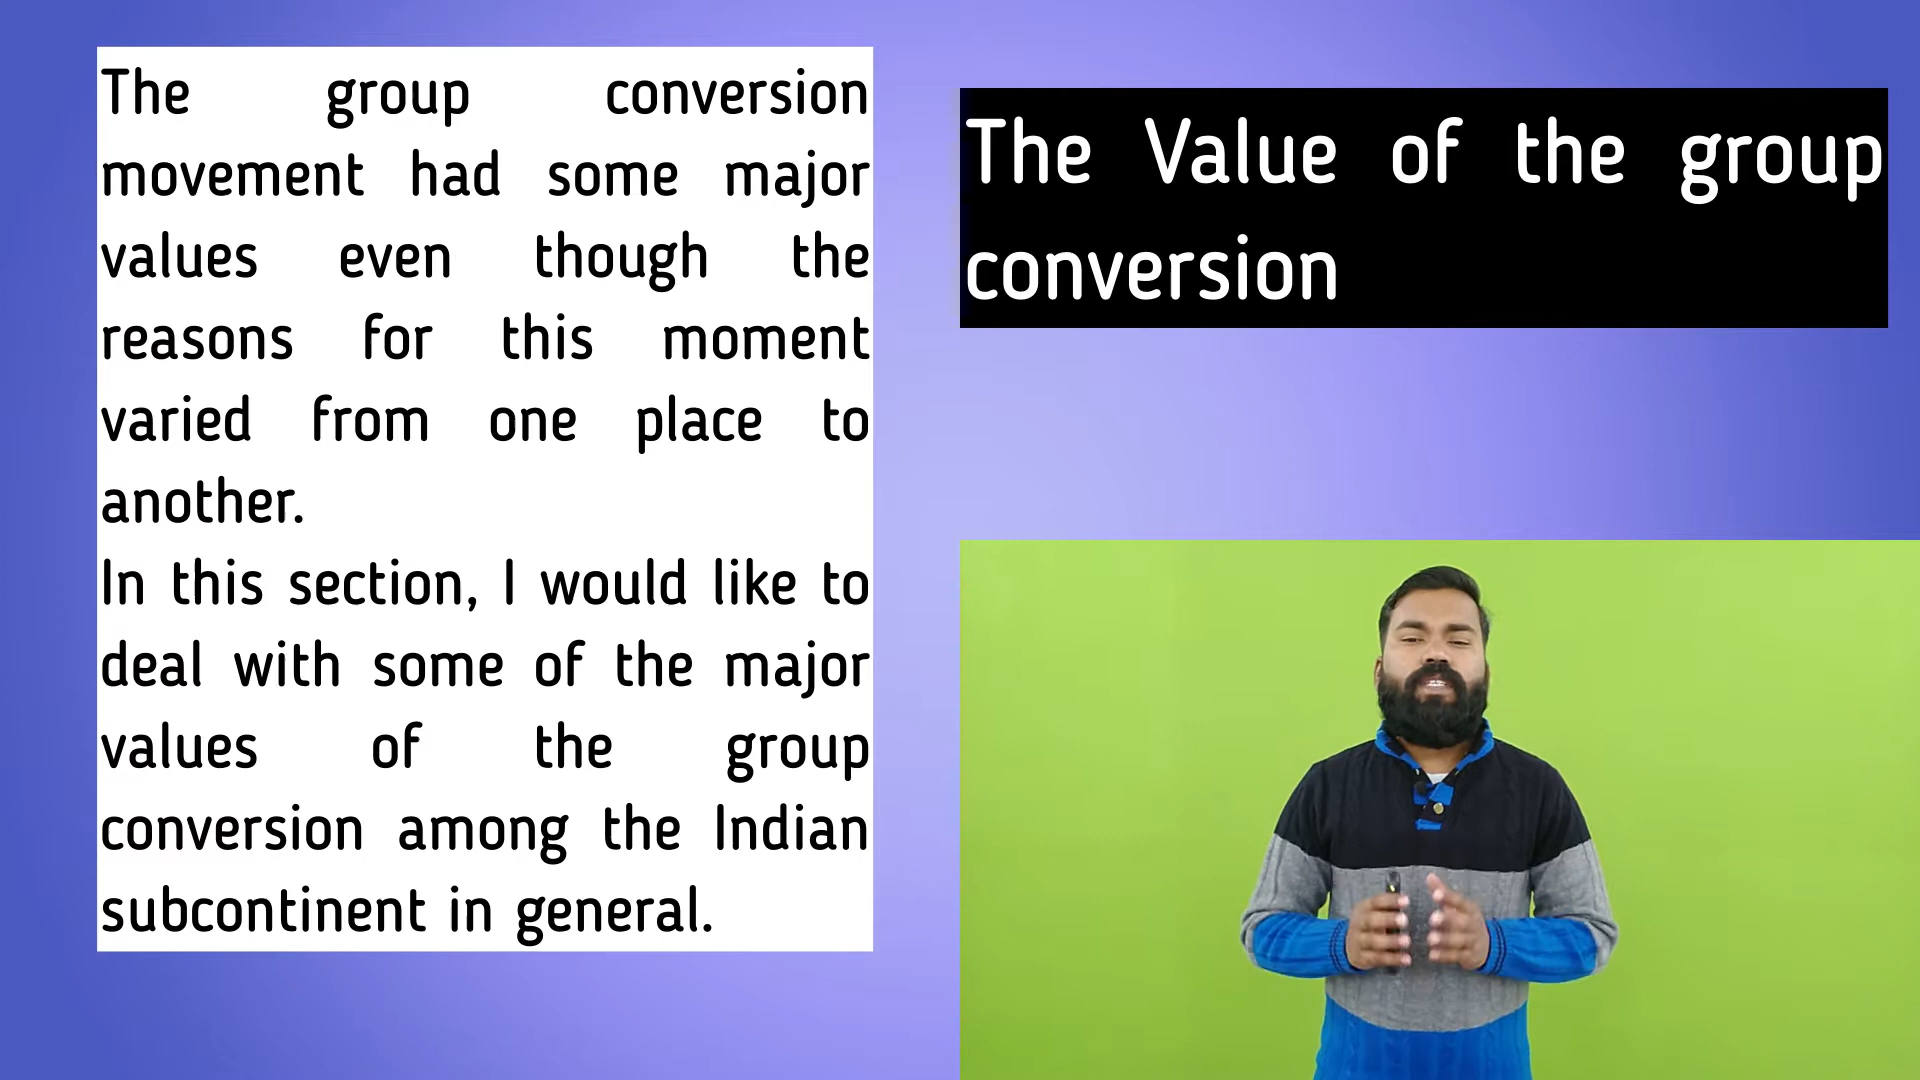 The group conversion
movement had some major
values even though the
reasons for this moment
varied from one place to
another.
In this section, I would like to
deal with some of the major
values of the group
conversion among the Indian
subcontinent in general.
The Value of the group
conversion